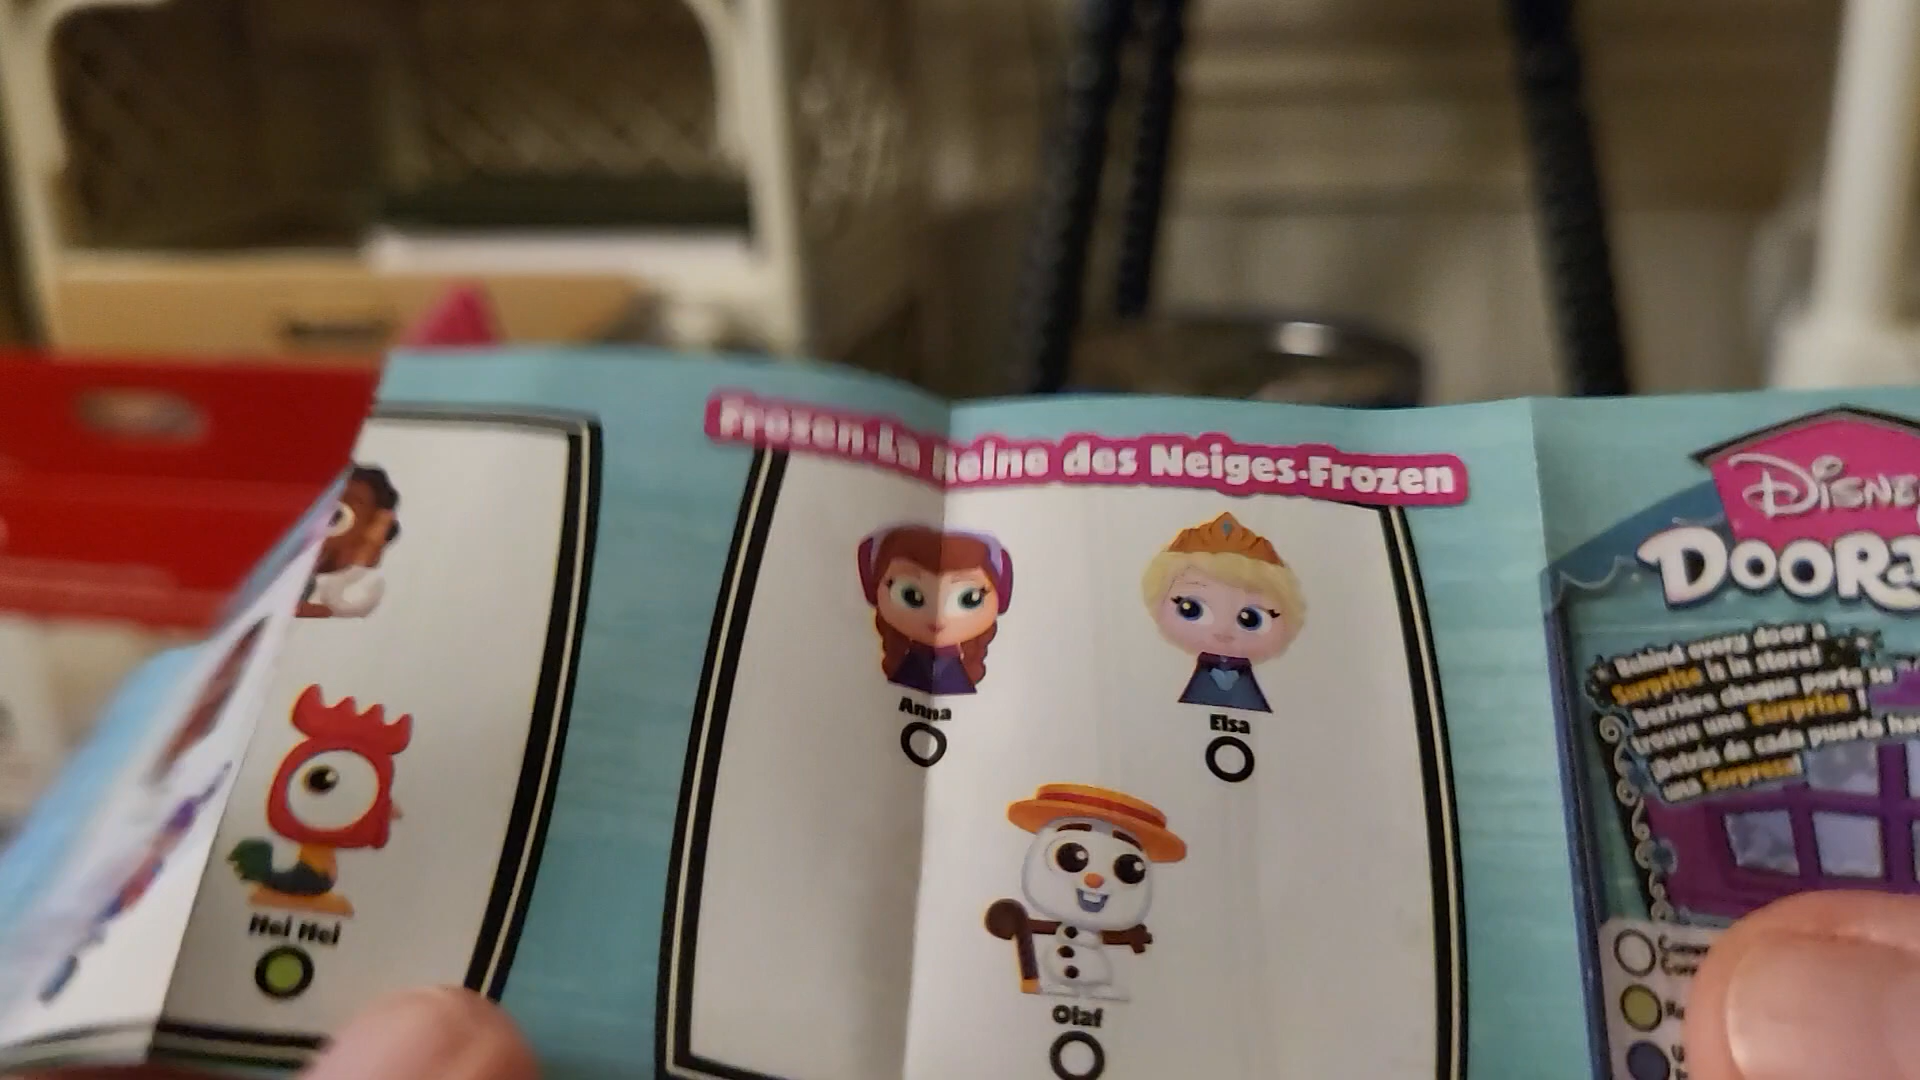 Frozen-La Reine des Neiges-Frozen
Anna
Elsa
Olaf
Hei Hei
Disney
Behind every door a
Surprise is in store!
Derrière chaque porte se
trouve une Surprise !
Detrás de cada puerta
una Sorpresa!